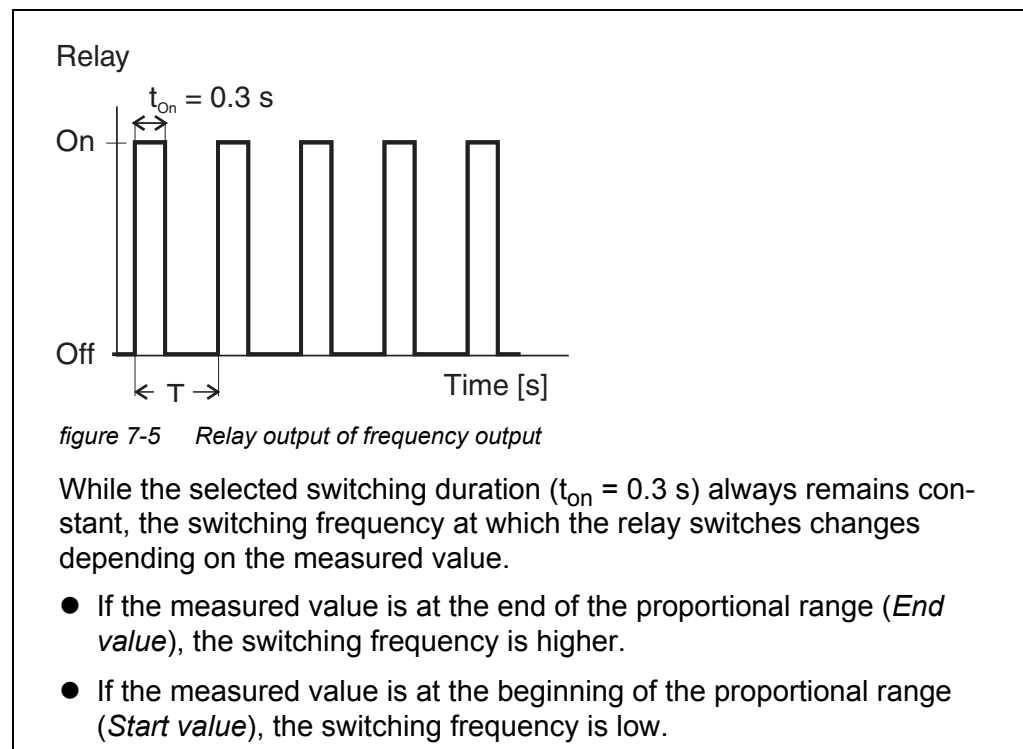 Relay
tOn = 0.3 s
On
Off
T
Time [s]
figure 7-5 Relay output of frequency output
While the selected switching duration (ton = 0.3 s) always remains con-
stant, the switching frequency at which the relay switches changes
depending on the measured value.
● If the measured value is at the end of the proportional range (End
value), the switching frequency is higher.
● If the measured value is at the beginning of the proportional range
(Start value), the switching frequency is low.